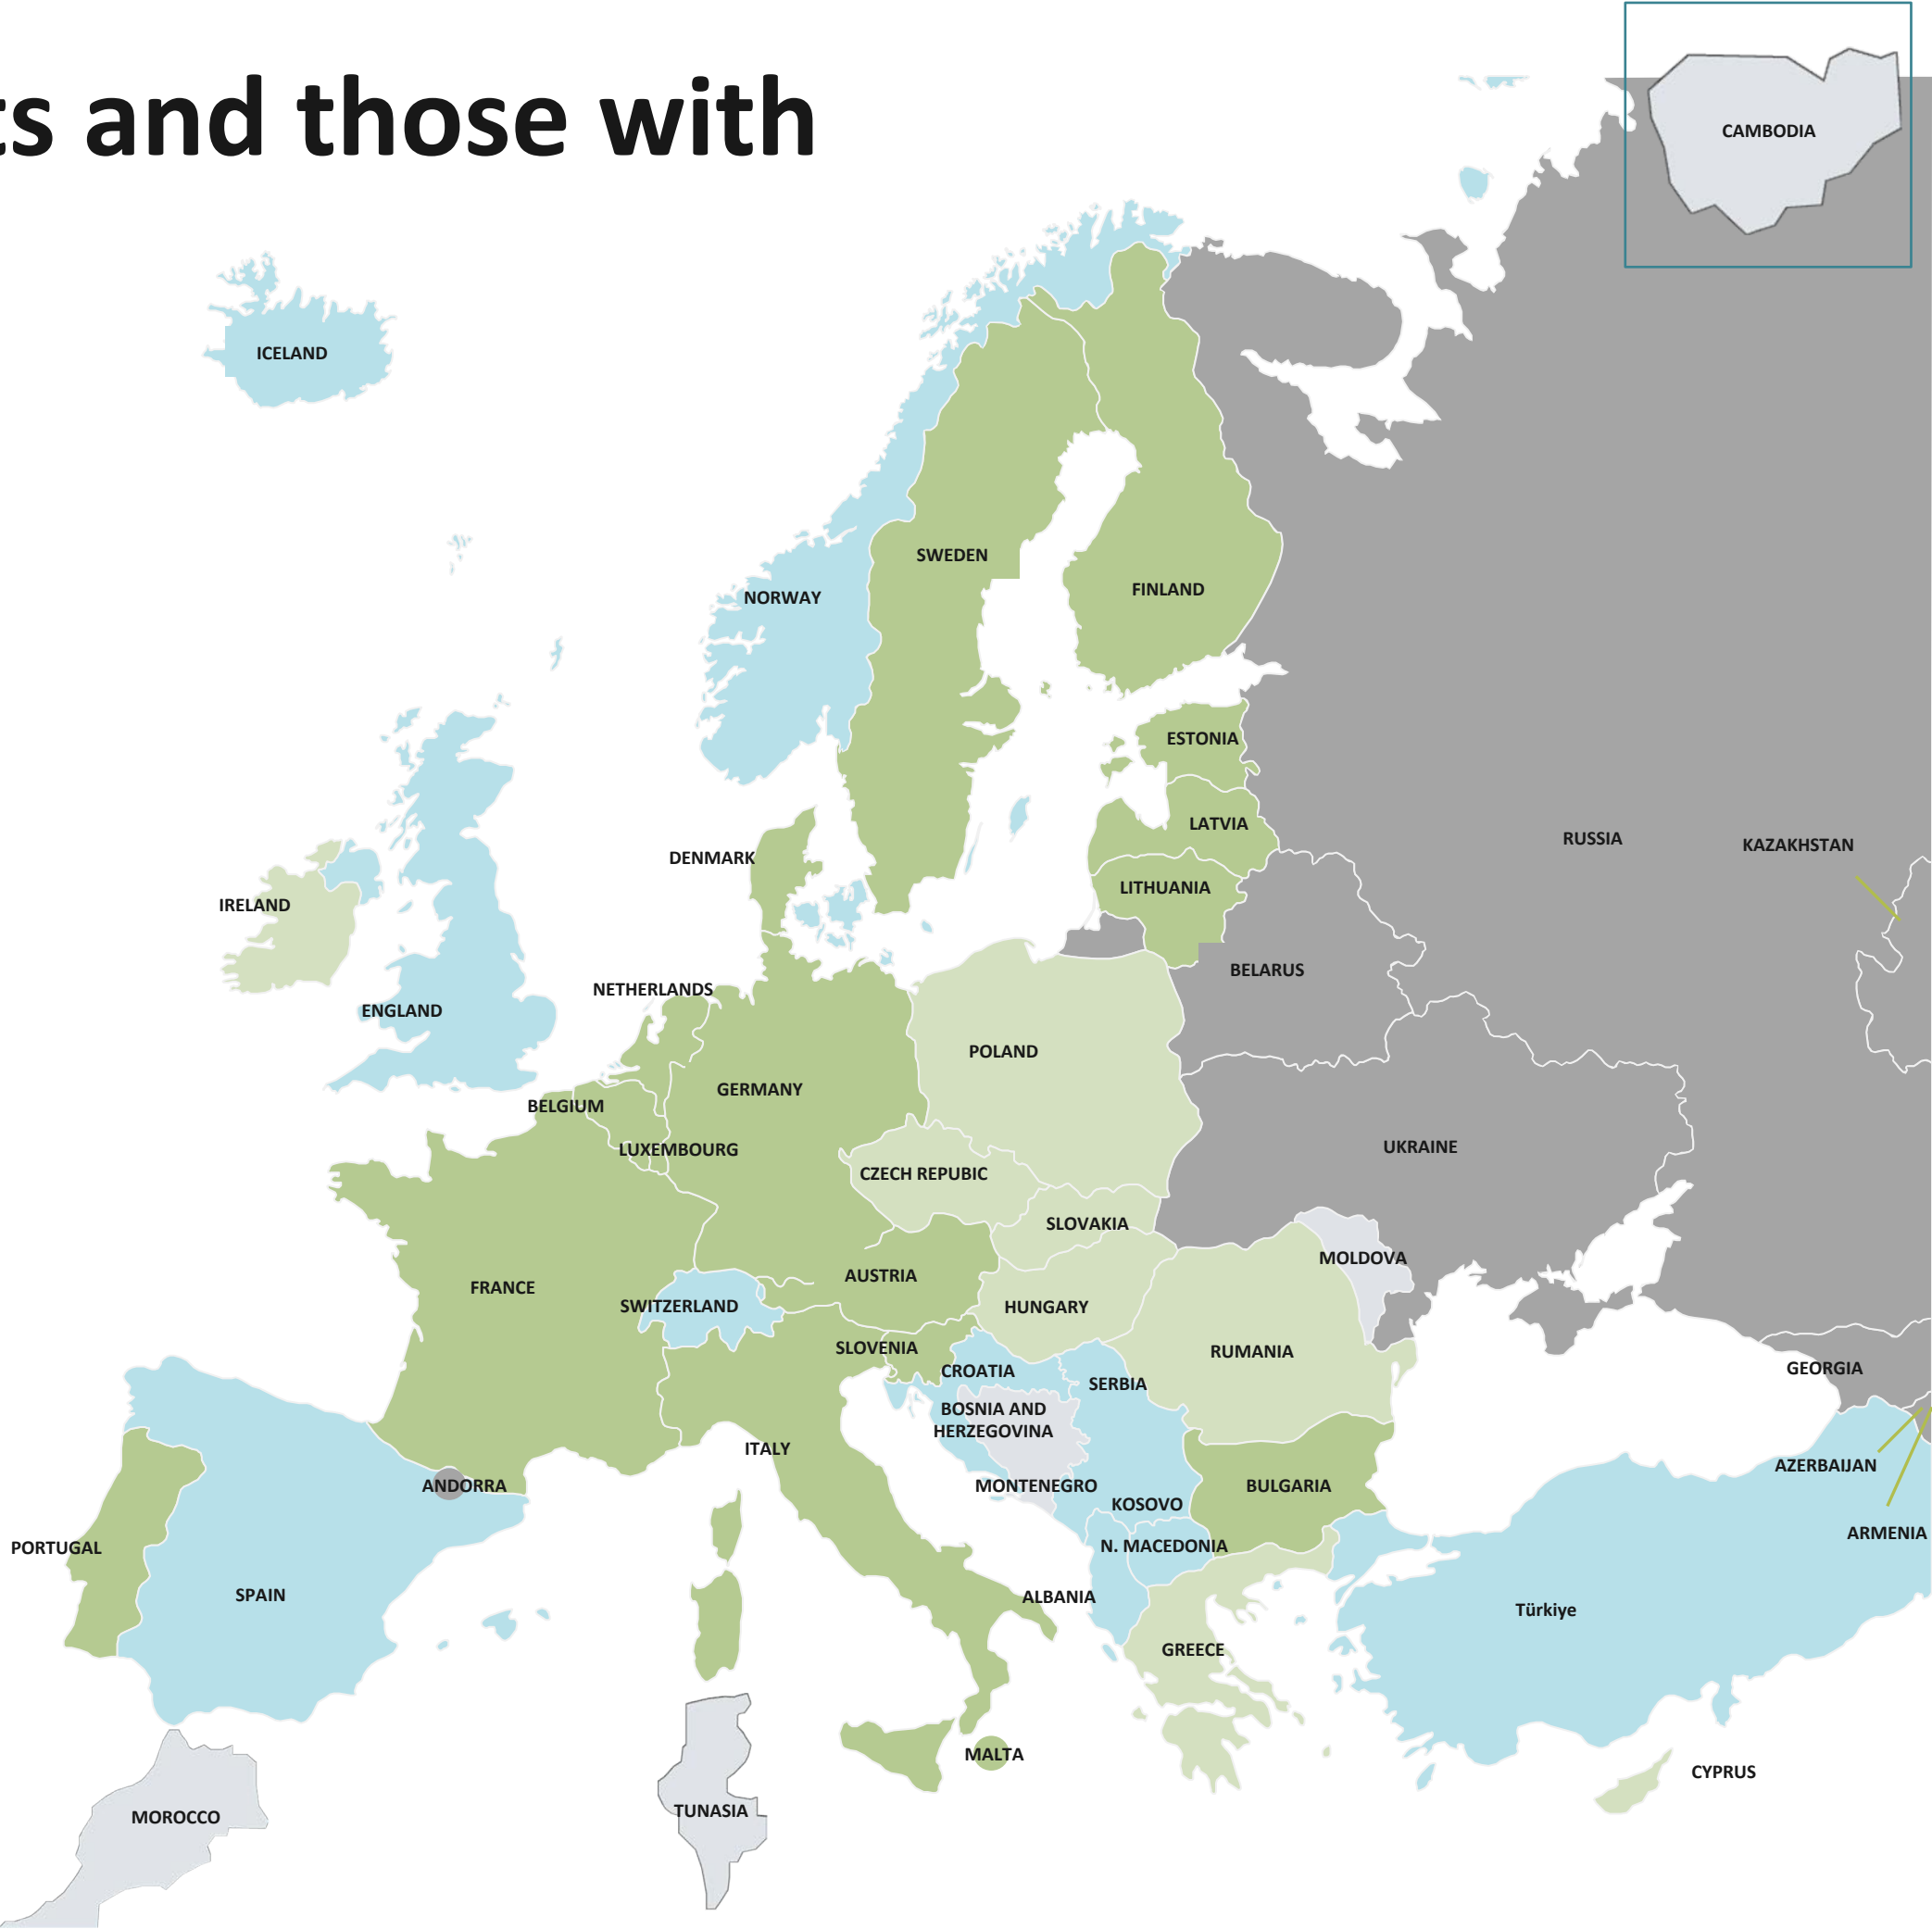 ts and those with
CAMBODIA
ICELAND
SWEDEN
FINLAND
NORWAY
ESTONIA
LATVIA
RUSSIA
KAZAKHSTAN
DENMARK
LITHUANIA
IRELAND
BELARUS
NETHERLANDS
ENGLAND
POLAND
GERMANY
BELGIUM
LUXEMBOURG
UKRAINE
CZECH REPUBIC
SLOVAKIA
MOLDOVA
AUSTRIA
FRANCE
SWITZERLAND
HUNGARY
SLOVENIA
RUMANIA
GEORGIA
CROATIA
SERBIA
BOSNIA AND
HERZEGOVINA
ITALY
AZERBAIJAN
ANDORRA
MONTENEGRO
BULGARIA
KOSOVO
ARMENIA
PORTUGAL
N. MACEDONIA
SPAIN
ALBANIA
Türkiye
GREECE
MALTA
CYPRUS
TUNASIA
MOROCCO